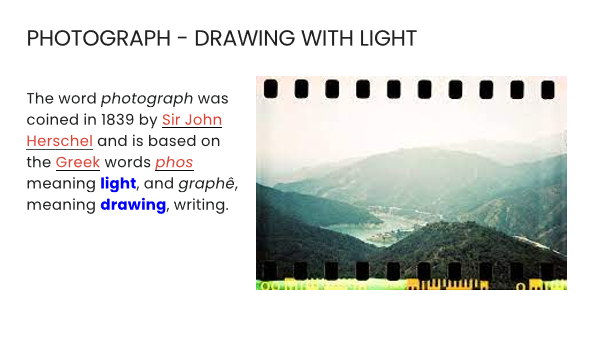 PHOTOGRAPH - DRAWING WITH LIGHT
The word photograph was
coined in 1839 by Sir John
Herschel and is based on
the Greek words phos
meaning light, and graphê,
meaning drawing, writing.